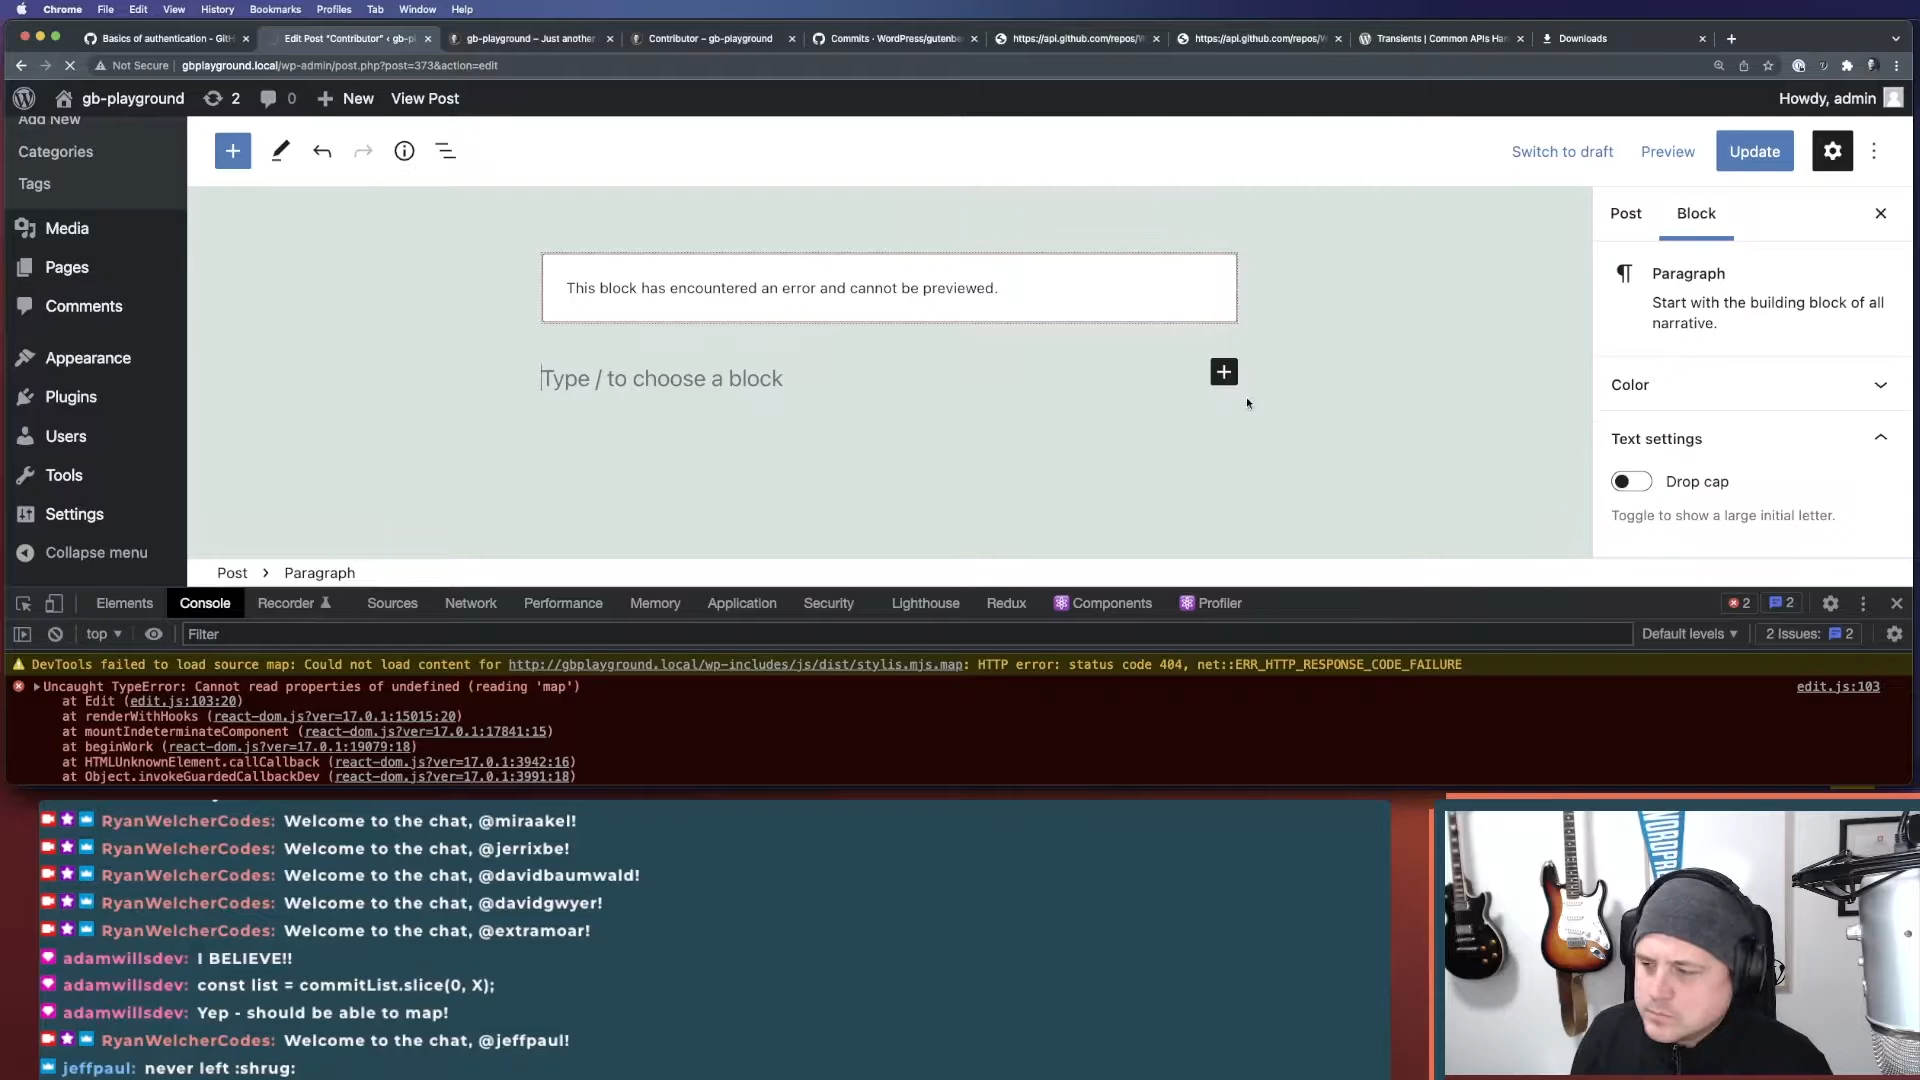 Chrome File Edit View History Bookmarks Profiles Tab Window Help
Basics of authentication - GitH
Edit Post "Contributor" ‹ gb-pl
gb-playground – Just another
Contributor – gb-playground
Commits · WordPress/gutenbe
https://api.github.com/repos/W
https://api.github.com/repos/W
Transients | Common APIs Han
Downloads
Not Secure | gbplayground.local/wp-admin/post.php?post=373&action=edit
gb-playground 2 0 New View Post Howdy, admin
Add New
Categories
Tags
Media
Pages
Comments
Appearance
Plugins
Users
Tools
Settings
Collapse menu
Switch to draft Preview Update
This block has encountered an error and cannot be previewed.
Type / to choose a block
Post Block
Paragraph
Start with the building block of all
narrative.
Color
Text settings
Drop cap
Toggle to show a large initial letter.
Post › Paragraph
Elements Console Recorder Sources Network Performance Memory Application Security Lighthouse Redux Components Profiler 2 2
top Filter Default levels 2 Issues: 2
DevTools failed to load source map: Could not load content for http://gbplayground.local/wp-includes/js/dist/stylis.mjs.map: HTTP error: status code 404, net::ERR_HTTP_RESPONSE_CODE_FAILURE
Uncaught TypeError: Cannot read properties of undefined (reading 'map') edit.js:103
at Edit (edit.js:103:20)
at renderWithHooks (react-dom.js?ver=17.0.1:15015:20)
at mountIndeterminateComponent (react-dom.js?ver=17.0.1:17841:15)
at beginWork (react-dom.js?ver=17.0.1:19079:18)
at HTMLUnknownElement.callCallback (react-dom.js?ver=17.0.1:3942:16)
at Object.invokeGuardedCallbackDev (react-dom.js?ver=17.0.1:3991:18)
RyanWelcherCodes: Welcome to the chat, @miraakel!
RyanWelcherCodes: Welcome to the chat, @jerrixbe!
RyanWelcherCodes: Welcome to the chat, @davidbaumwald!
RyanWelcherCodes: Welcome to the chat, @davidgwyer!
RyanWelcherCodes: Welcome to the chat, @extramoar!
adamwillsdev: I BELIEVE!!
adamwillsdev: const list = commitList.slice(0, X);
adamwillsdev: Yep - should be able to map!
RyanWelcherCodes: Welcome to the chat, @jeffpaul!
jeffpaul: never left :shrug: